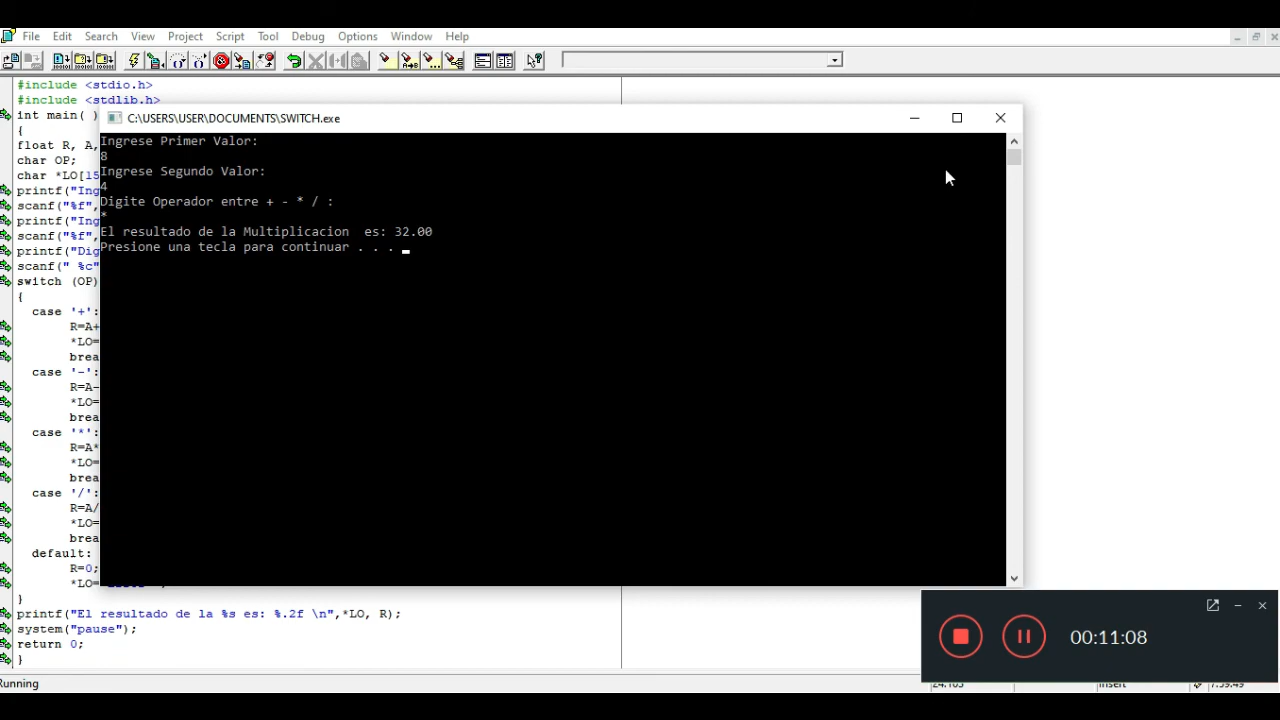 File Edit Search View Project Script Tool Debug Options Window Help
#include <stdio.h>
#include <stdlib.h>
int main( )
{
float R, A,
char OP;
char *LO[15
printf("Ing
scanf("%f",
printf("Ing
scanf("%f",
printf("Dig
scanf(" %c"
switch (OP)
{
case '+':
R=A+
*LO=
brea
case '-':
R=A-
*LO=
brea
case '*':
R=A*
*LO=
brea
case '/':
R=A/
*LO=
brea
default:
R=0;
*LO=
}
printf("El resultado de la %s es: %.2f \n",*LO, R);
system("pause");
return 0;
}
C:\USERS\USER\DOCUMENTS\SWITCH.exe
Ingrese Primer Valor:
8
Ingrese Segundo Valor:
4
Digite Operador entre + - * / :
*
El resultado de la Multiplicacion  es: 32.00
Presione una tecla para continuar . . .
00:11:08
Running
Insert